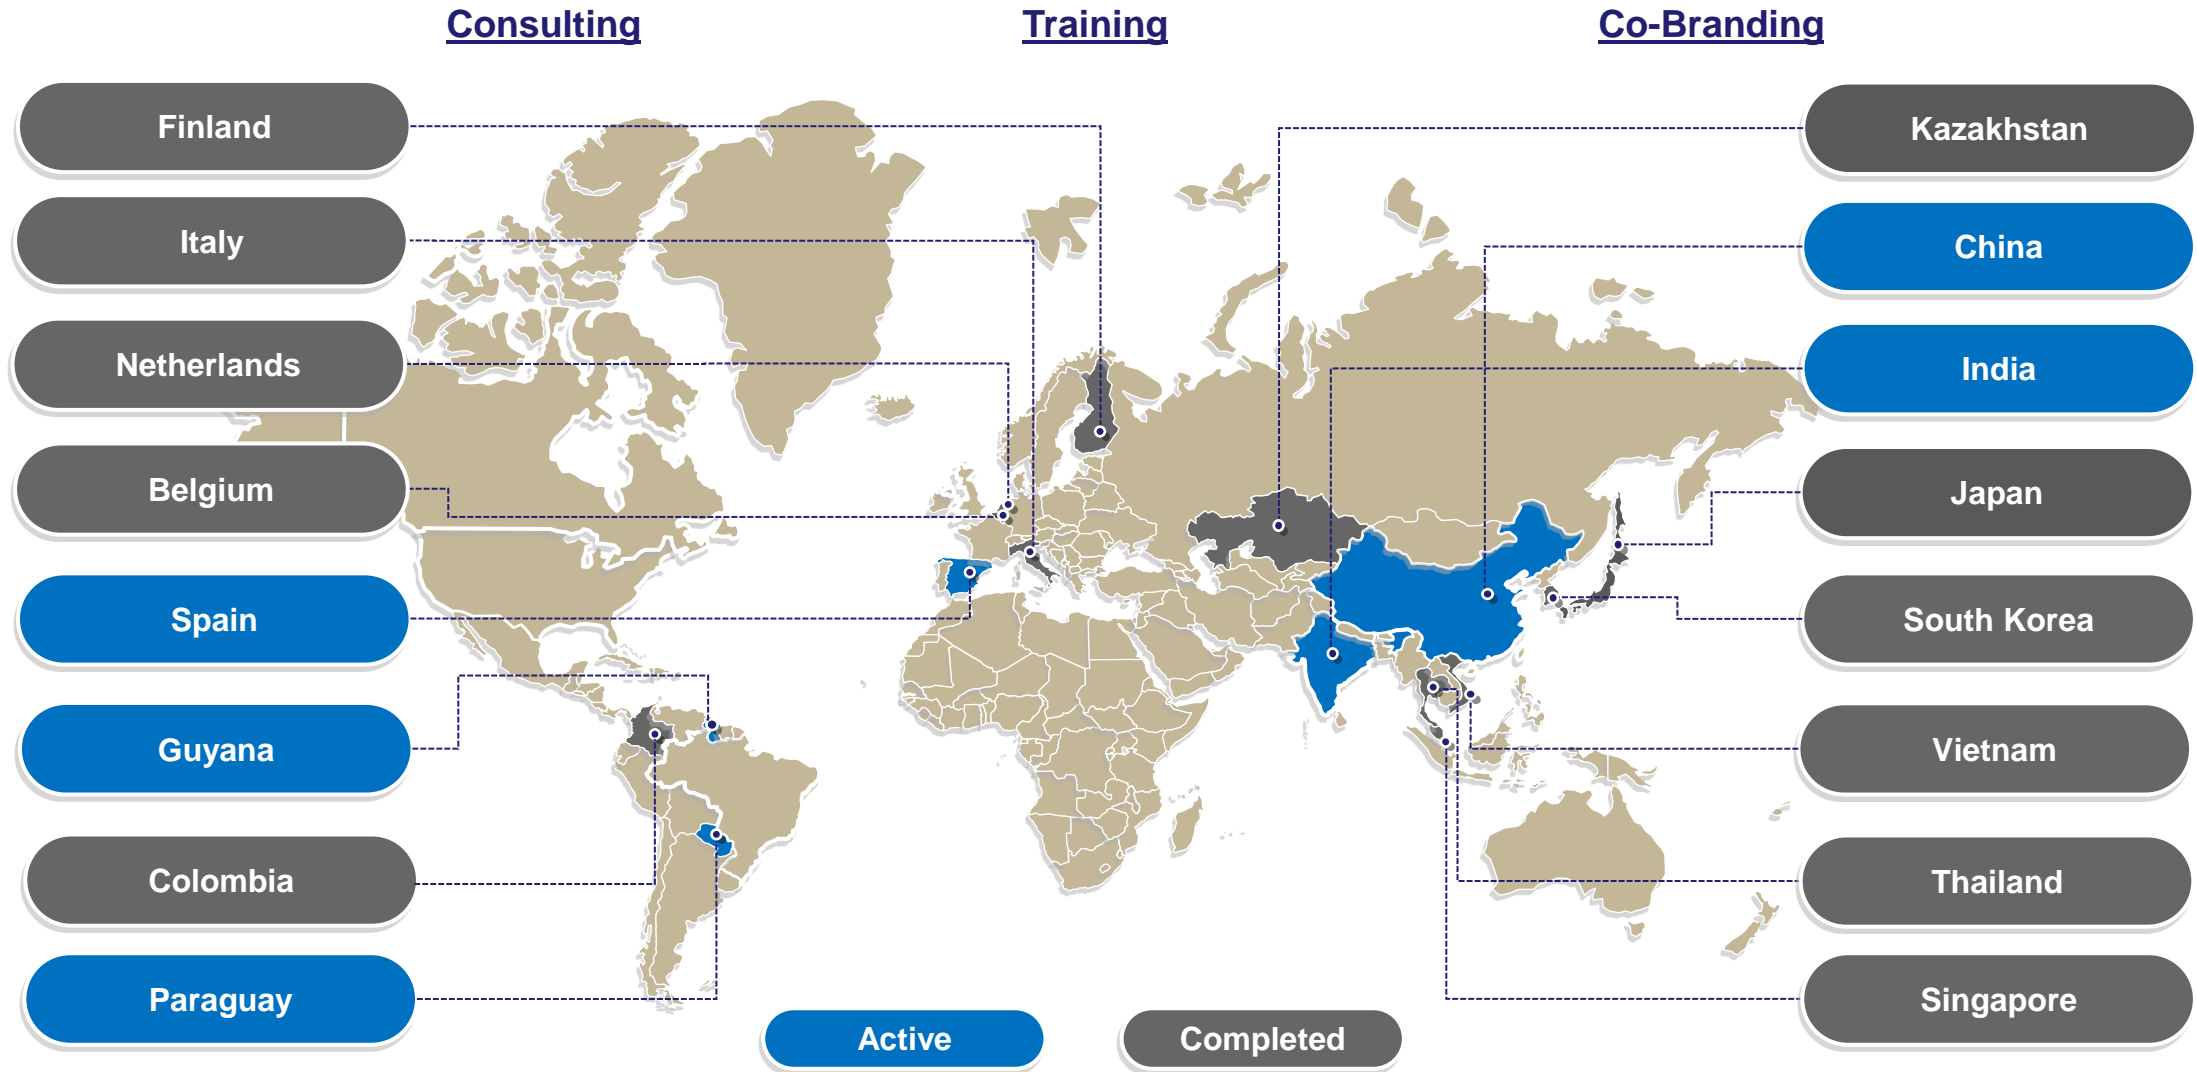 Consulting
Training
Co-Branding
Finland
Italy
Netherlands
Belgium
Spain
Guyana
Colombia
Paraguay
Kazakhstan
China
India
Japan
South Korea
Vietnam
Thailand
Singapore
Active
Completed